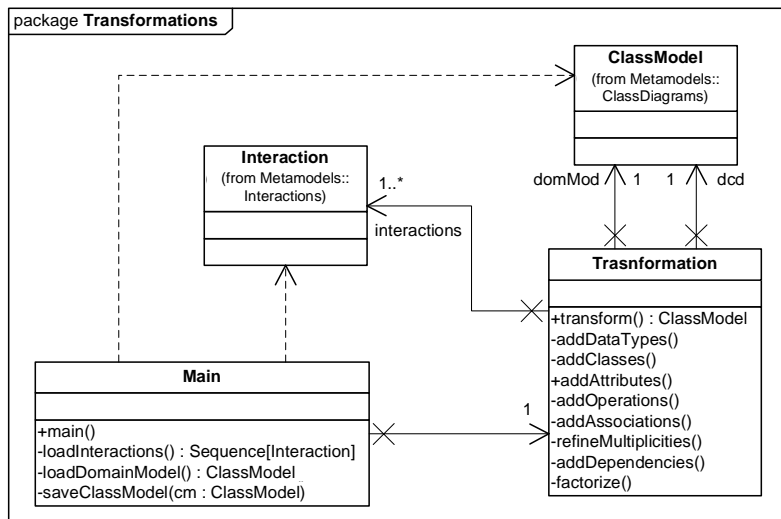 package Transformations
ClassModel
(from Metamodels::
ClassDiagrams)
Interaction
(from Metamodels::
Interactions)
1..*
interactions
domMod
1
1
dcd
Trasnformation
+transform() : ClassModel
-addDataTypes()
-addClasses()
+addAttributes()
-addOperations()
-addAssociations()
-refineMultiplicities()
-addDependencies()
-factorize()
Main
+main()
-loadInteractions() : Sequence[Interaction]
-loadDomainModel() : ClassModel
-saveClassModel(cm : ClassModel)
1